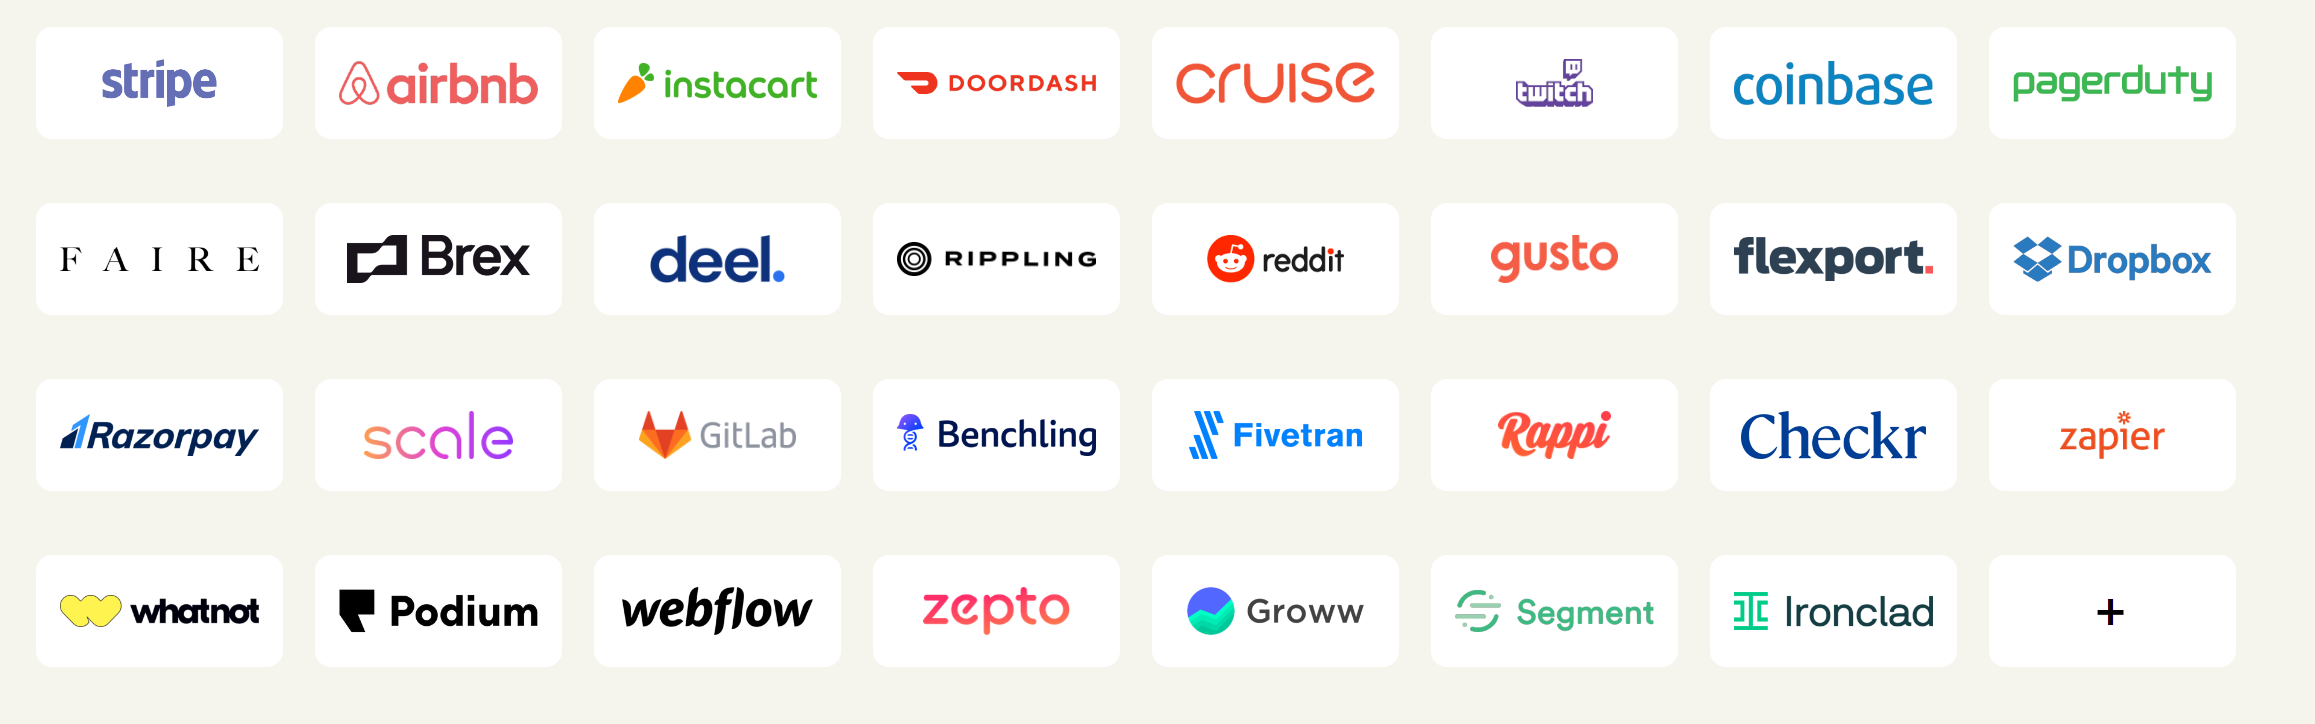 stripe airbnb instacart DOORDASH cruise twitch coinbase pagerduty
FAIRE Brex deel. RIPPLING reddit gusto flexport. Dropbox
Razorpay scale GitLab Benchling Fivetran Rappi Checkr zapier
whatnot Podium webflow zepto Groww Segment Ironclad +